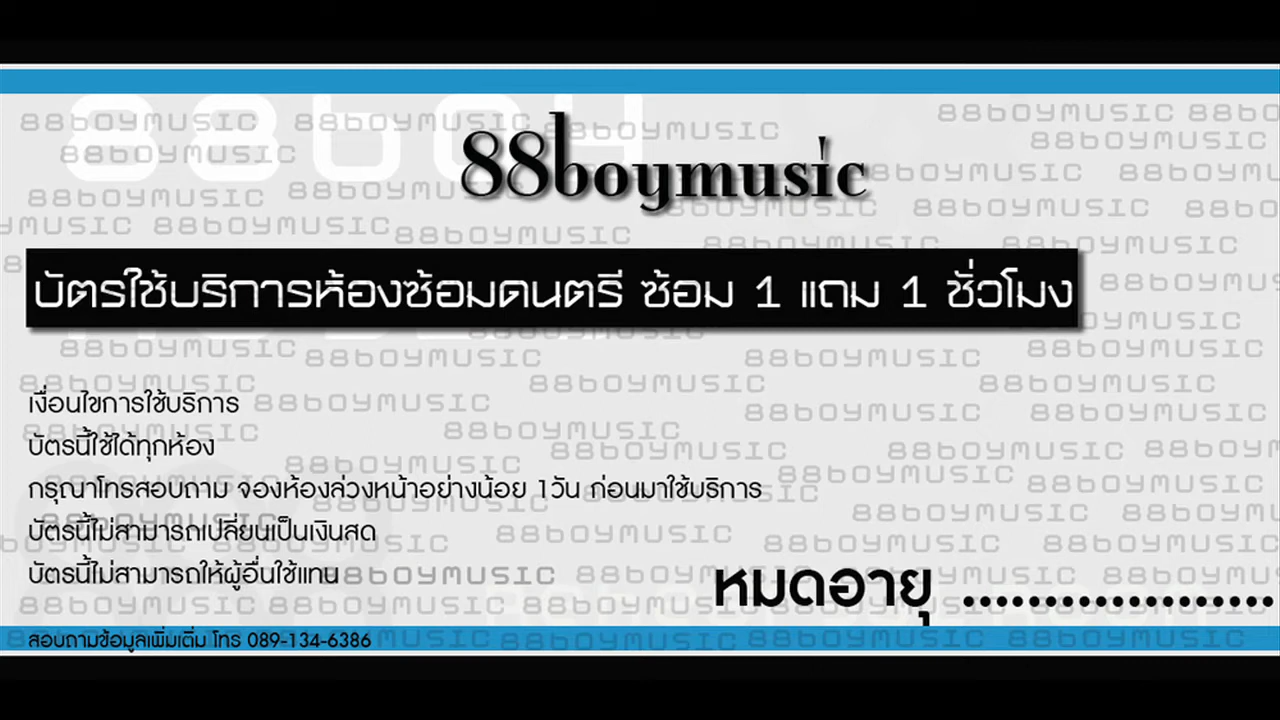 88boymusic
บัตรใช้บริการห้องซ้อมดนตรี ซ้อม 1 แถม 1 ชั่วโมง
เงื่อนไขการใช้บริการ
บัตรนี้ใช้ได้ทุกห้อง
กรุณาโทรสอบถาม จองห้องล่วงหน้าอย่างน้อย 1วัน ก่อนมาใช้บริการ
บัตรนี้ไม่สามารถเปลี่ยนเป็นเงินสด
บัตรนี้ไม่สามารถให้ผู้อื่นใช้แทน
หมดอายุ ....................
สอบถามข้อมูลเพิ่มเติ่ม โทร 089-134-6386